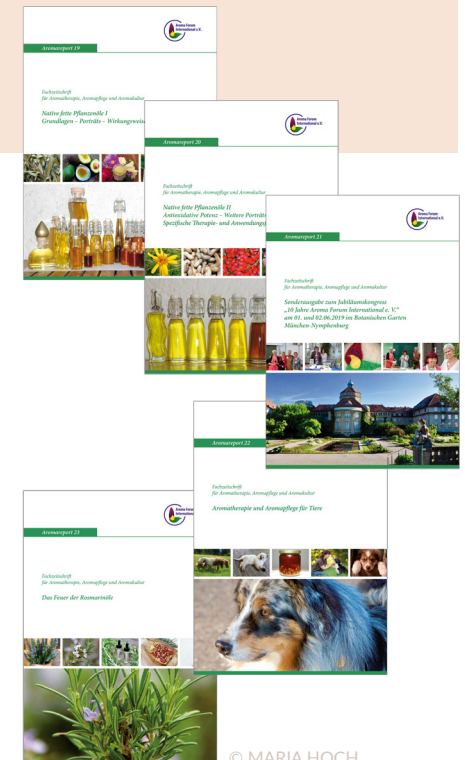 Aroma Forum
International e.V.
Aromareport 19
Fachzeitschrift
für Aromatherapie, Aromapflege und Aromakultur
Native fette Pflanzenöle I
Grundlagen – Porträts –
Aroma Forum
International e.V.
Aromareport 20
Fachzeitschrift
für Aromatherapie, Aromapflege und Aromakultur
Native fette Pflanzenöle II
Antioxidative Potenz – Weitere
Spezifische Therapie- und
Aroma Forum
International e.V.
Aromareport 21
Fachzeitschrift
für Aromatherapie, Aromapflege und Aromakultur
Sonderausgabe zum Jubiläumskongress
„10 Jahre Aroma Forum International e. V."
am 01. und 02.06.2019 im Botanischen Garten
München-Nymphenburg
Aromareport 22
Fachzeitschrift
für Aromatherapie, Aromapflege und Aromakultur
Aromatherapie und Aromapflege für Tiere
Aromareport 23
Fachzeitschrift
für Aromatherapie, Aromapflege und Aromakultur
Das Feuer der Rosmarinöle
© MARIA HOCH